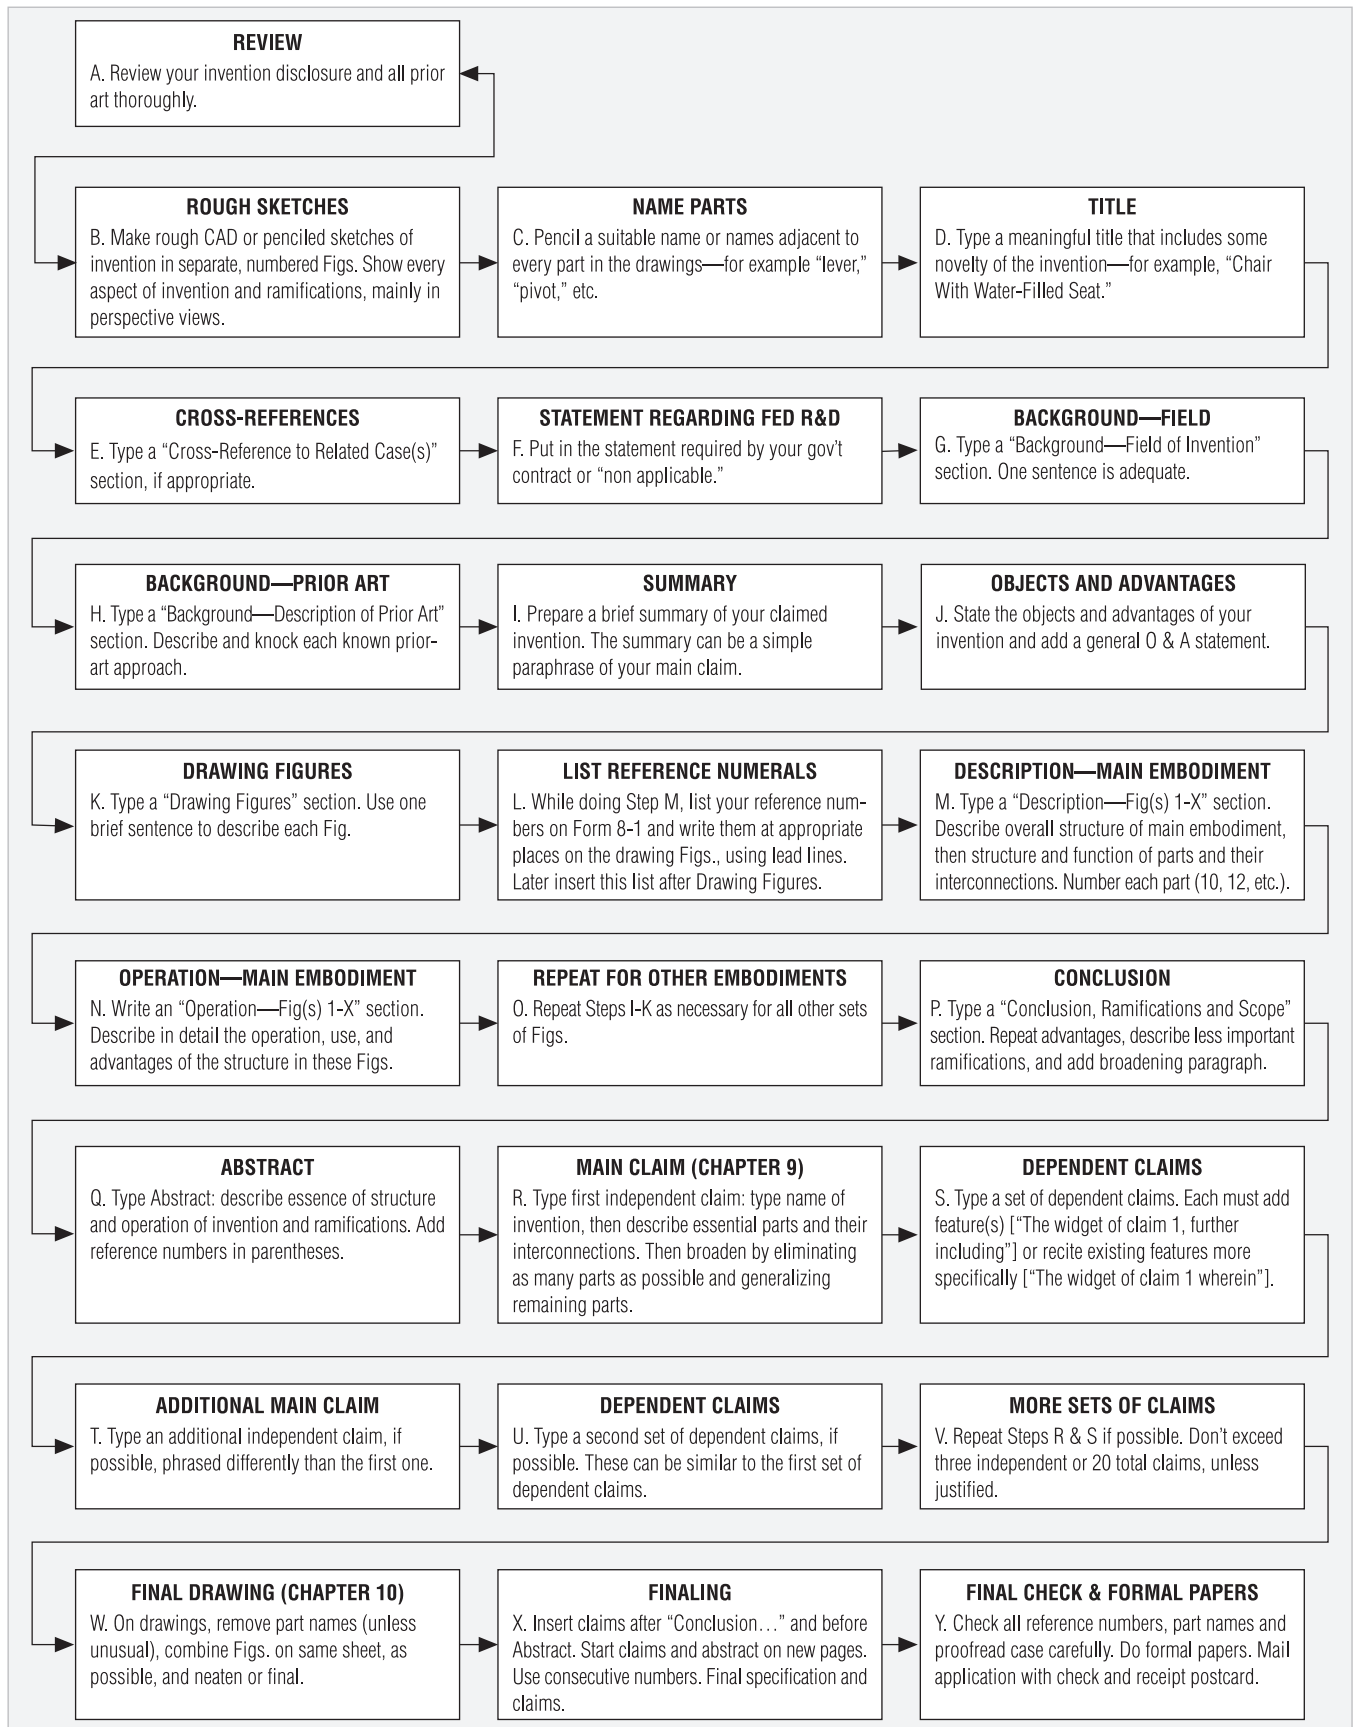 REVIEW
A. Review your invention disclosure and all prior
art thoroughly.
ROUGH SKETCHES
B. Make rough CAD or penciled sketches of
invention in separate, numbered Figs. Show every
aspect of invention and ramifications, mainly in
perspective views.
NAME PARTS
C. Pencil a suitable name or names adjacent to
every part in the drawings—for example “lever,”
“pivot,” etc.
TITLE
D. Type a meaningful title that includes some
novelty of the invention—for example, “Chair
With Water-Filled Seat.”
CROSS-REFERENCES
E. Type a “Cross-Reference to Related Case(s)”
section, if appropriate.
STATEMENT REGARDING FED R&D
F. Put in the statement required by your gov’t
contract or “non applicable.”
BACKGROUND—FIELD
G. Type a “Background—Field of Invention”
section. One sentence is adequate.
BACKGROUND—PRIOR ART
H. Type a “Background—Description of Prior Art”
section. Describe and knock each known prior-
art approach.
SUMMARY
I. Prepare a brief summary of your claimed
invention. The summary can be a simple
paraphrase of your main claim.
OBJECTS AND ADVANTAGES
J. State the objects and advantages of your
invention and add a general O & A statement.
DRAWING FIGURES
K. Type a “Drawing Figures” section. Use one
brief sentence to describe each Fig.
LIST REFERENCE NUMERALS
L. While doing Step M, list your reference num-
bers on Form 8-1 and write them at appropriate
places on the drawing Figs., using lead lines.
Later insert this list after Drawing Figures.
DESCRIPTION—MAIN EMBODIMENT
M. Type a “Description—Fig(s) 1-X” section.
Describe overall structure of main embodiment,
then structure and function of parts and their
interconnections. Number each part (10, 12, etc.).
OPERATION—MAIN EMBODIMENT
N. Write an “Operation—Fig(s) 1-X” section.
Describe in detail the operation, use, and
advantages of the structure in these Figs.
REPEAT FOR OTHER EMBODIMENTS
O. Repeat Steps I-K as necessary for all other sets
of Figs.
CONCLUSION
P. Type a “Conclusion, Ramifications and Scope”
section. Repeat advantages, describe less important
ramifications, and add broadening paragraph.
ABSTRACT
Q. Type Abstract: describe essence of structure
and operation of invention and ramifications. Add
reference numbers in parentheses.
MAIN CLAIM (CHAPTER 9)
R. Type first independent claim: type name of
invention, then describe essential parts and their
interconnections. Then broaden by eliminating
as many parts as possible and generalizing
remaining parts.
DEPENDENT CLAIMS
S. Type a set of dependent claims. Each must add
feature(s) [“The widget of claim 1, further
including”] or recite existing features more
specifically [“The widget of claim 1 wherein”].
ADDITIONAL MAIN CLAIM
T. Type an additional independent claim, if
possible, phrased differently than the first one.
DEPENDENT CLAIMS
U. Type a second set of dependent claims, if
possible. These can be similar to the first set of
dependent claims.
MORE SETS OF CLAIMS
V. Repeat Steps R & S if possible. Don’t exceed
three independent or 20 total claims, unless
justified.
FINAL DRAWING (CHAPTER 10)
W. On drawings, remove part names (unless
unusual), combine Figs. on same sheet, as
possible, and neaten or final.
FINALING
X. Insert claims after “Conclusion...” and before
Abstract. Start claims and abstract on new pages.
Use consecutive numbers. Final specification and
claims.
FINAL CHECK & FORMAL PAPERS
Y. Check all reference numbers, part names and
proofread case carefully. Do formal papers. Mail
application with check and receipt postcard.